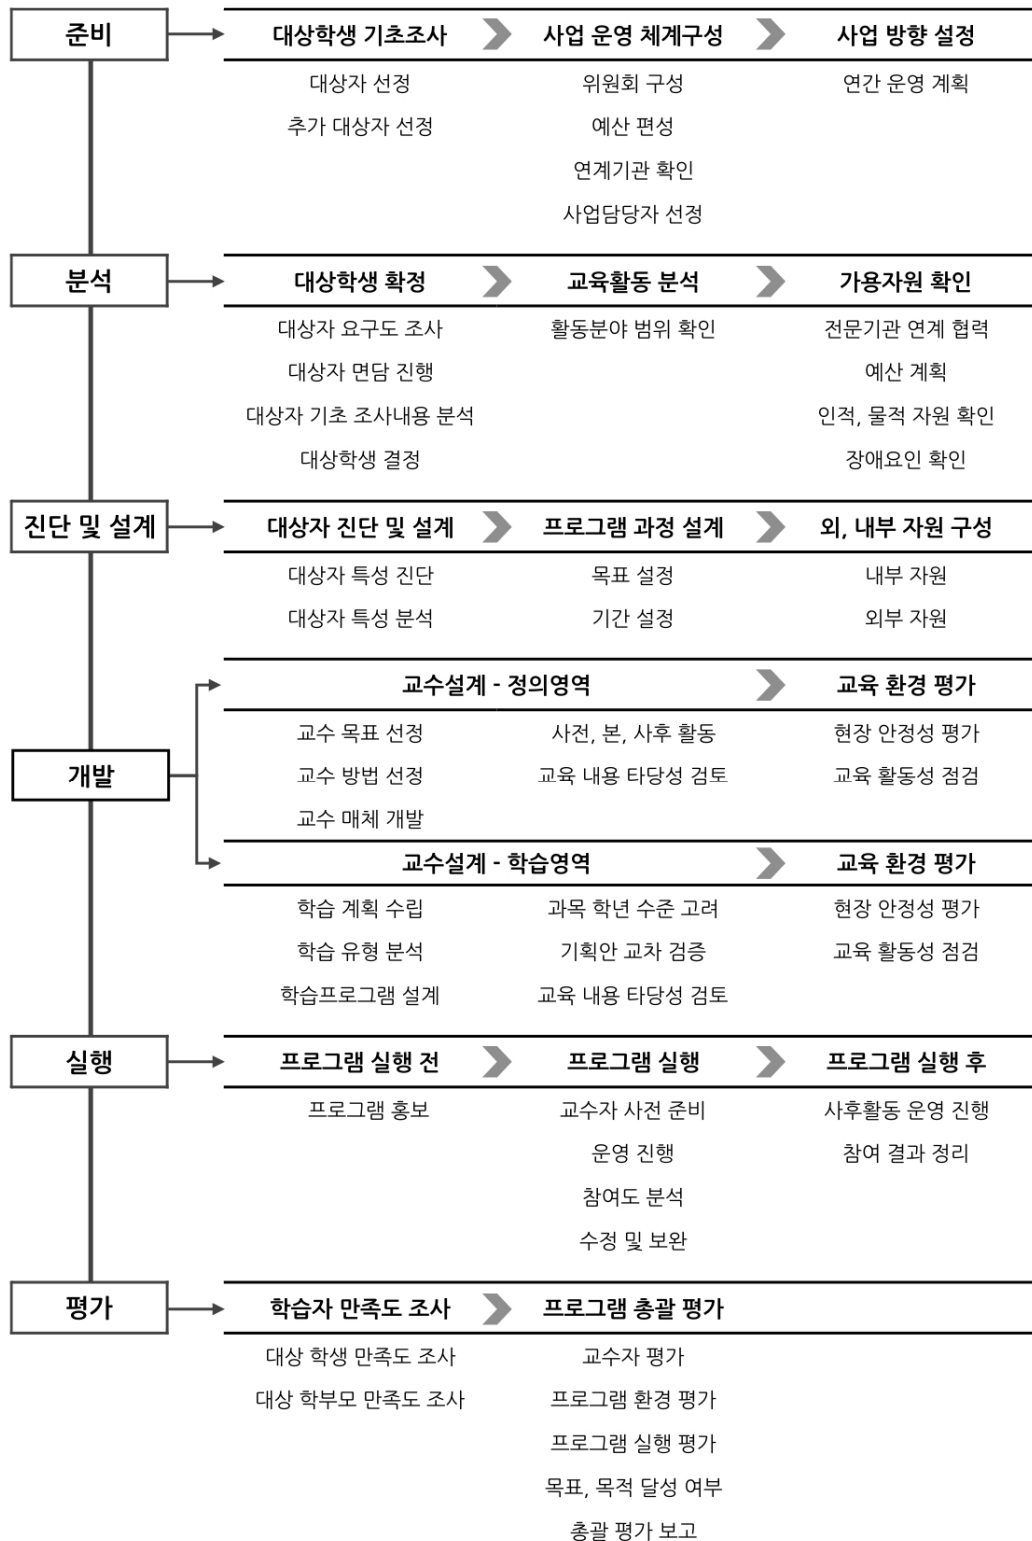 준비
대상학생 기초조사
사업 운영 체계구성
사업 방향 설정
대상자 선정
위원회 구성
연간 운영 계획
추가 대상자 선정
예산 편성
연계기관 확인
사업담당자 선정
분석
대상학생 확정
교육활동 분석
가용자원 확인
대상자 요구도 조사
활동분야 범위 확인
전문기관 연계 협력
대상자 면담 진행
예산 계획
대상자 기초 조사내용 분석
인적, 물적 자원 확인
대상학생 결정
장애요인 확인
진단 및 설계
대상자 진단 및 설계
프로그램 과정 설계
외, 내부 자원 구성
대상자 특성 진단
목표 설정
내부 자원
대상자 특성 분석
기간 설정
외부 자원
개발
교수설계 - 정의영역
교육 환경 평가
교수 목표 선정
사전, 본, 사후 활동
현장 안정성 평가
교수 방법 선정
교육 내용 타당성 검토
교육 활동성 점검
교수 매체 개발
교수설계 - 학습영역
교육 환경 평가
학습 계획 수립
과목 학년 수준 고려
현장 안정성 평가
학습 유형 분석
기획안 교차 검증
교육 활동성 점검
학습프로그램 설계
교육 내용 타당성 검토
실행
프로그램 실행 전
프로그램 실행
프로그램 실행 후
프로그램 홍보
교수자 사전 준비
사후활동 운영 진행
운영 진행
참여 결과 정리
참여도 분석
수정 및 보완
평가
학습자 만족도 조사
프로그램 총괄 평가
대상 학생 만족도 조사
교수자 평가
대상 학부모 만족도 조사
프로그램 환경 평가
프로그램 실행 평가
목표, 목적 달성 여부
총괄 평가 보고